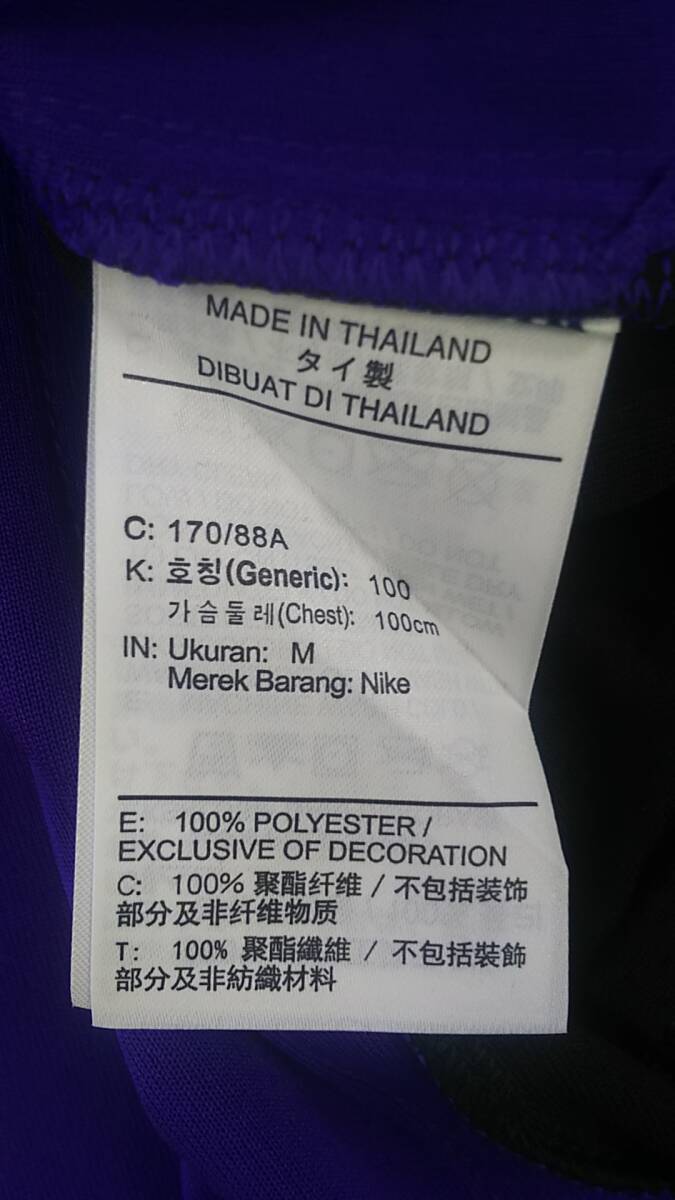 MADE IN THAILAND
タイ製
DIBUAT DI THAILAND
C: 170/88A
K: 호칭(Generic): 100
가슴둘레(Chest): 100cm
IN: Ukuran: M
Merek Barang: Nike
E: 100% POLYESTER /
EXCLUSIVE OF DECORATION
C: 100% 聚酯纤维 / 不包括装饰
部分及非纤维物质
T: 100% 聚酯纖維 / 不包括裝飾
部分及非紡織材料